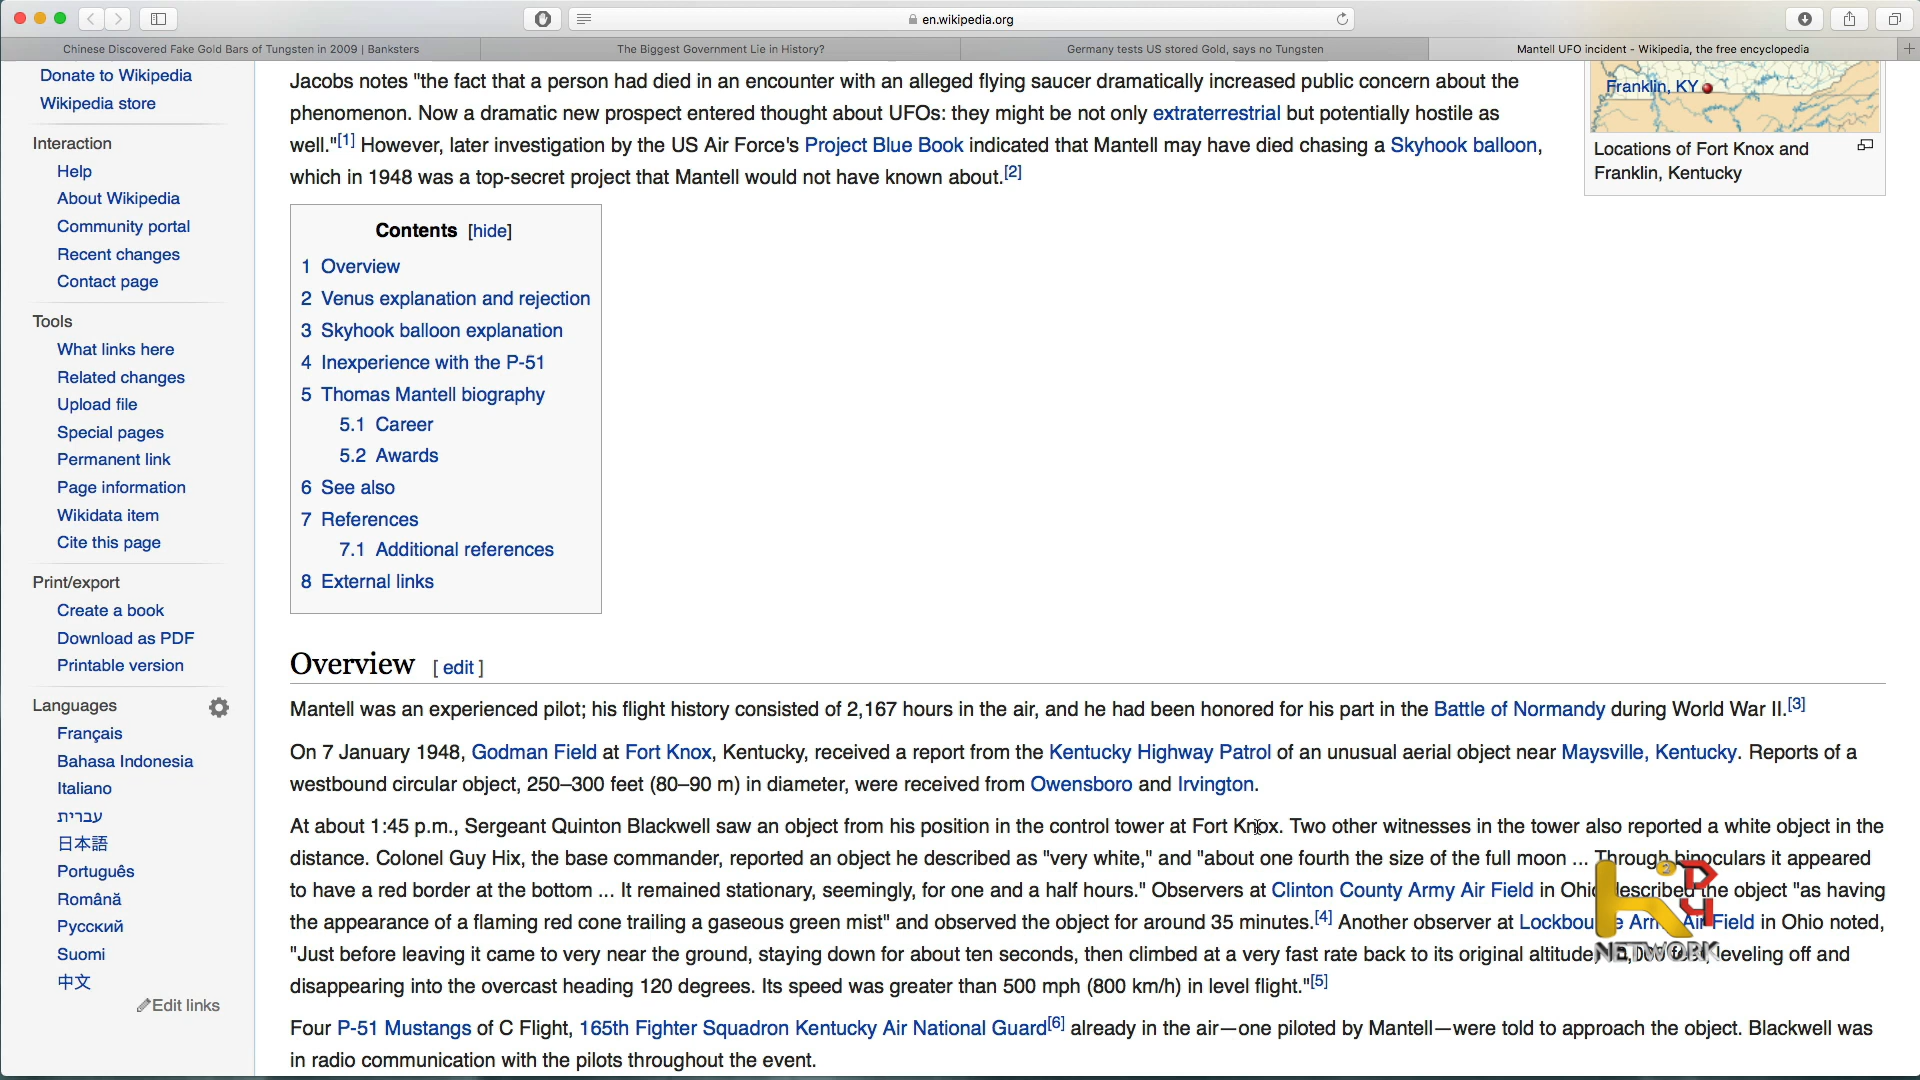 en.wikipedia.org
Chinese Discovered Fake Gold Bars of Tungsten in 2009 | Banksters
The Biggest Government Lie in History?
Germany tests US stored Gold, says no Tungsten
Mantell UFO incident - Wikipedia, the free encyclopedia
Donate to Wikipedia
Wikipedia store
Interaction
Help
About Wikipedia
Community portal
Recent changes
Contact page
Tools
What links here
Related changes
Upload file
Special pages
Permanent link
Page information
Wikidata item
Cite this page
Print/export
Create a book
Download as PDF
Printable version
Languages
Français
Bahasa Indonesia
Italiano
עברית
日本語
Português
Română
Русский
Suomi
中文
Edit links
Jacobs notes "the fact that a person had died in an encounter with an alleged flying saucer dramatically increased public concern about the
phenomenon. Now a dramatic new prospect entered thought about UFOs: they might be not only extraterrestrial but potentially hostile as
well."[1] However, later investigation by the US Air Force's Project Blue Book indicated that Mantell may have died chasing a Skyhook balloon,
which in 1948 was a top-secret project that Mantell would not have known about.[2]
Franklin, KY
Locations of Fort Knox and
Franklin, Kentucky
Contents [hide]
1 Overview
2 Venus explanation and rejection
3 Skyhook balloon explanation
4 Inexperience with the P-51
5 Thomas Mantell biography
5.1 Career
5.2 Awards
6 See also
7 References
7.1 Additional references
8 External links
Overview [ edit ]
Mantell was an experienced pilot; his flight history consisted of 2,167 hours in the air, and he had been honored for his part in the Battle of Normandy during World War II.[3]
On 7 January 1948, Godman Field at Fort Knox, Kentucky, received a report from the Kentucky Highway Patrol of an unusual aerial object near Maysville, Kentucky. Reports of a
westbound circular object, 250–300 feet (80–90 m) in diameter, were received from Owensboro and Irvington.
At about 1:45 p.m., Sergeant Quinton Blackwell saw an object from his position in the control tower at Fort Knox. Two other witnesses in the tower also reported a white object in the
distance. Colonel Guy Hix, the base commander, reported an object he described as "very white," and "about one fourth the size of the full moon ... Through binoculars it appeared
to have a red border at the bottom ... It remained stationary, seemingly, for one and a half hours." Observers at Clinton County Army Air Field in Ohio described the object "as having
the appearance of a flaming red cone trailing a gaseous green mist" and observed the object for around 35 minutes.[4] Another observer at Army Air Field in Ohio noted,
"Just before leaving it came to very near the ground, staying down for about ten seconds, then climbed at a very fast rate back to its original altitude, leveling off and
disappearing into the overcast heading 120 degrees. Its speed was greater than 500 mph (800 km/h) in level flight."[5]
Four P-51 Mustangs of C Flight, 165th Fighter Squadron Kentucky Air National Guard[6] already in the air—one piloted by Mantell—were told to approach the object. Blackwell was
in radio communication with the pilots throughout the event.
NETWORK